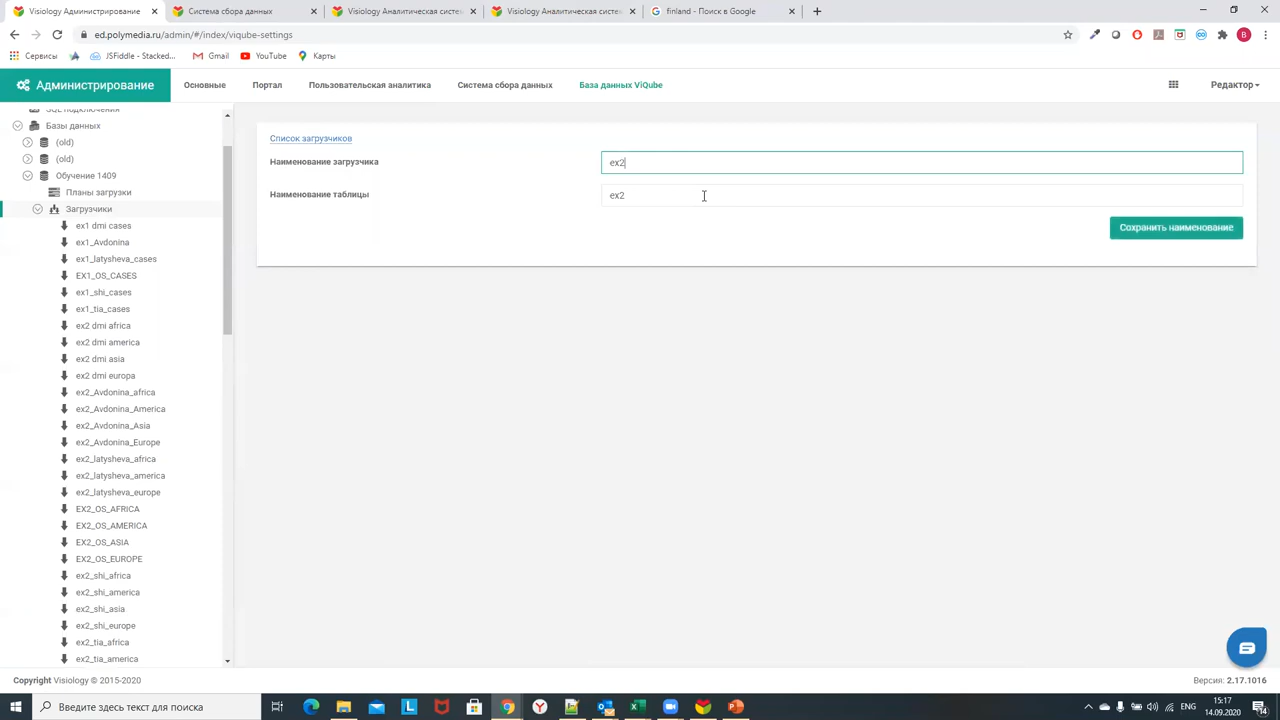 Visiology Администрирование
Система сбора данных
Visiology Аналитическая систем
Visiology Аналитическая систем
finland - Поиск в Google
ed.polymedia.ru/admin/#/index/viqube-settings
Сервисы
JSFiddle - Stacked...
Gmail
YouTube
Карты
Администрирование
Основные
Портал
Пользовательская аналитика
Система сбора данных
База данных ViQube
Редактор
SQL подключения
Базы данных
(old)
(old)
Обучение 1409
Планы загрузки
Загрузчики
ex1 dmi cases
ex1_Avdonina
ex1_latysheva_cases
EX1_OS_CASES
ex1_shi_cases
ex1_tia_cases
ex2 dmi africa
ex2 dmi america
ex2 dmi asia
ex2 dmi europa
ex2_Avdonina_africa
ex2_Avdonina_America
ex2_Avdonina_Asia
ex2_Avdonina_Europe
ex2_latysheva_africa
ex2_latysheva_america
ex2_latysheva_europe
EX2_OS_AFRICA
EX2_OS_AMERICA
EX2_OS_ASIA
EX2_OS_EUROPE
ex2_shi_africa
ex2_shi_america
ex2_shi_asia
ex2_shi_europe
ex2_tia_africa
ex2_tia_america
Список загрузчиков
Наименование загрузчика
ex2
Наименование таблицы
ex2
Сохранить наименование
Copyright Visiology © 2015-2020
Версия: 2.17.1016
Введите здесь текст для поиска
15:17
14.09.2020